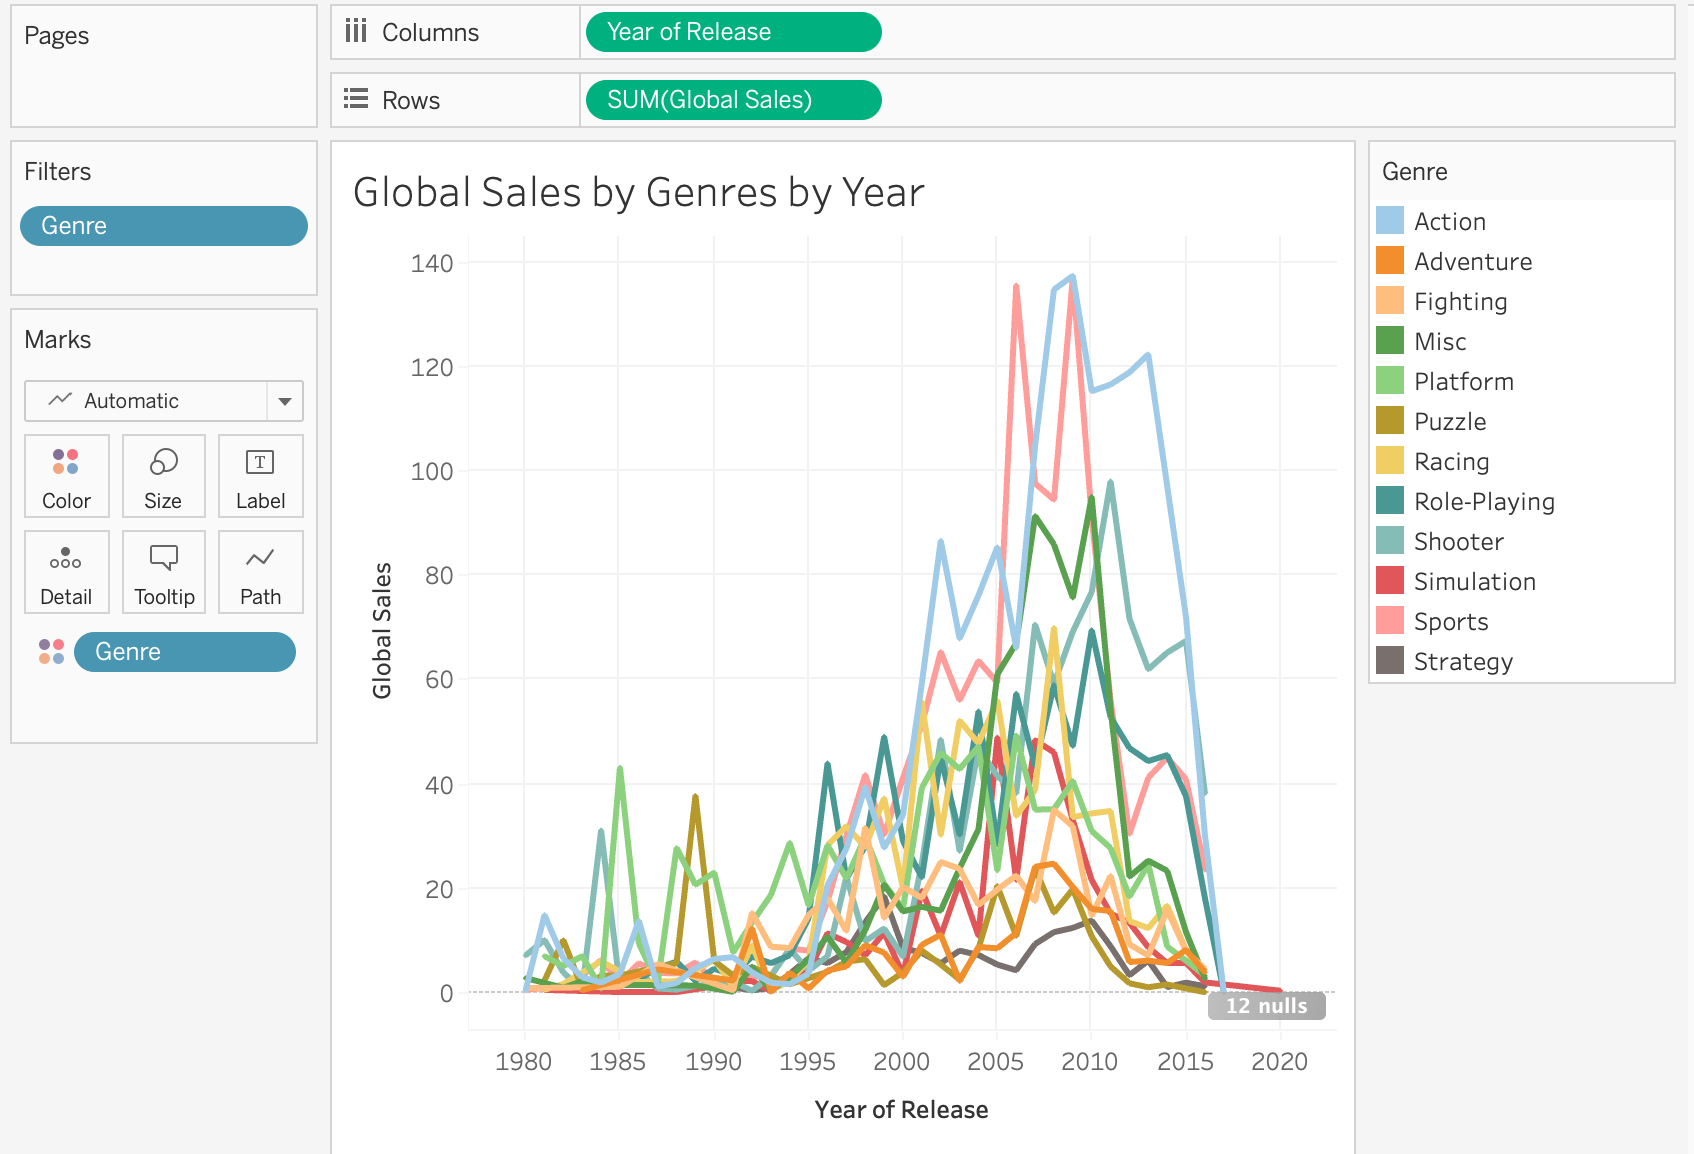 Pages
Columns
Year of Release
Rows
SUM(Global Sales)
Filters
Genre
Marks
Automatic
Color
Size
Label
Detail
Tooltip
Path
Genre
Global Sales by Genres by Year
Global Sales
140
120
100
80
60
40
20
0
12 nulls
1980
1985
1990
1995
2000
2005
2010
2015
2020
Year of Release
Genre
Action
Adventure
Fighting
Misc
Platform
Puzzle
Racing
Role-Playing
Shooter
Simulation
Sports
Strategy